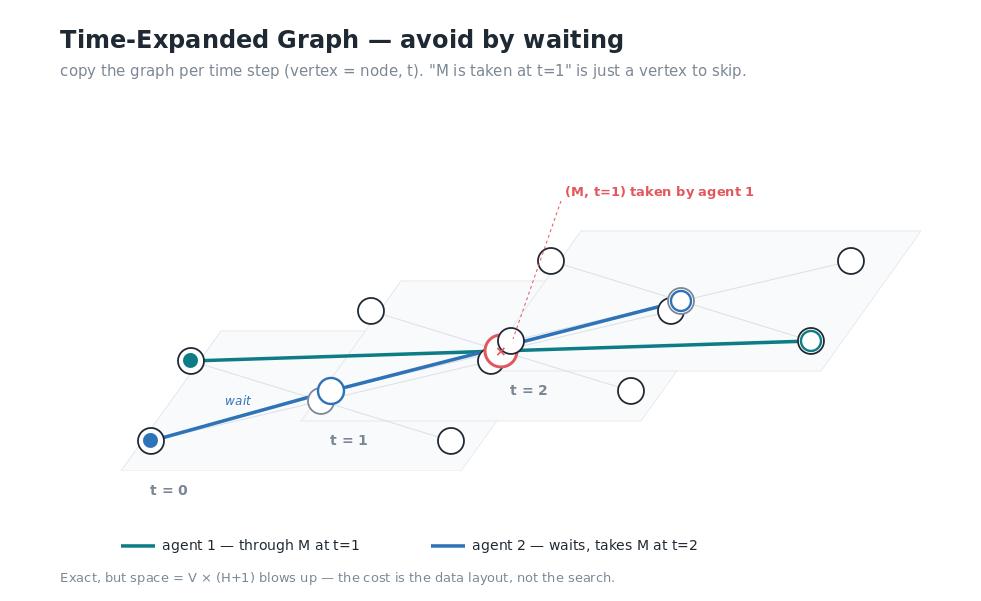 Time-Expanded Graph — avoid by waiting
copy the graph per time step (vertex = node, t). "M is taken at t=1" is just a vertex to skip.
(M, t=1) taken by agent 1
wait
t = 2
t = 1
t = 0
agent 1 — through M at t=1
agent 2 — waits, takes M at t=2
Exact, but space = V × (H+1) blows up — the cost is the data layout, not the search.